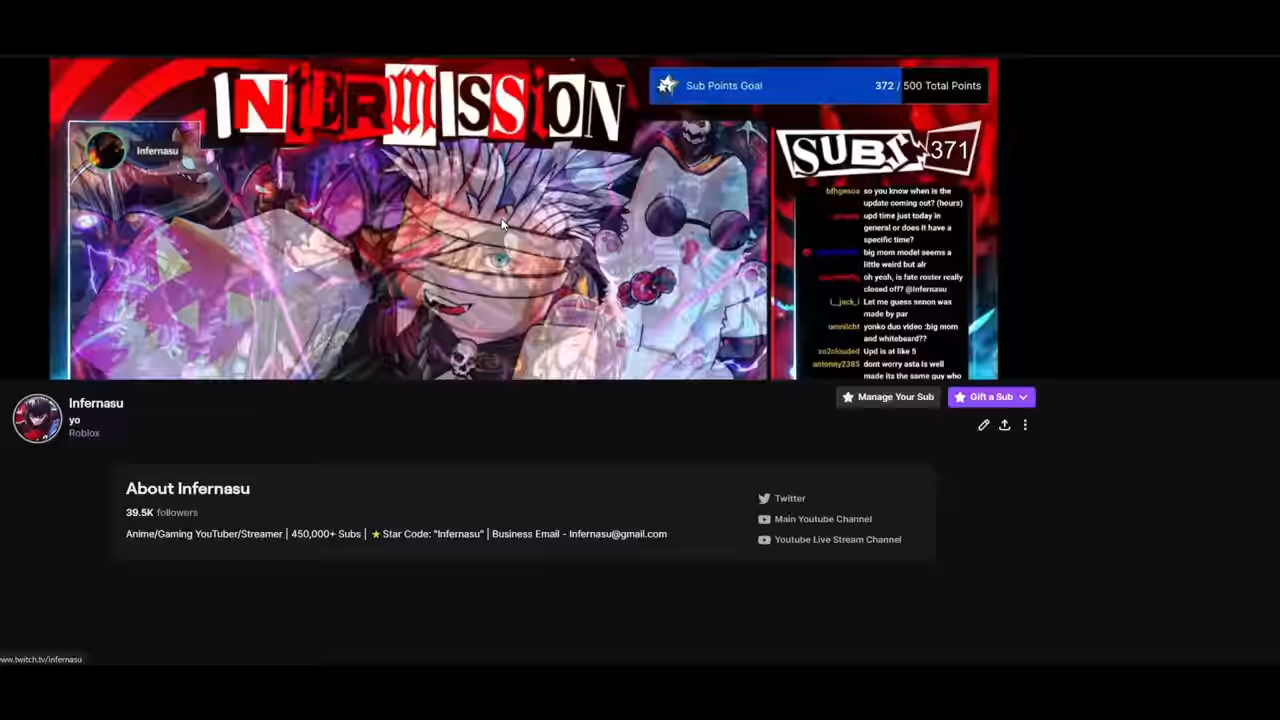 INTERMISSION
Sub Points Goal
372 / 500 Total Points
Infernasu
SUBS
371
bfhgesoa so you know when is the
update coming out? (hours)
upd time just today in
general or does it have a
specific time?
big mom model seems a
little weird but alr
oh yeah, is fate roster really
closed off? @Infernasu
i__jack_i Let me guess senon was
made by par
omnilcht yonko duo video :big mom
and whitebeard??
xo2clouded Upd is at like 5
antonny2385 dont worry asta is well
made its the same guy who
Infernasu
yo
Roblox
Manage Your Sub
Gift a Sub
About Infernasu
39.5K followers
Anime/Gaming YouTuber/Streamer | 450,000+ Subs | ★Star Code: "Infernasu" | Business Email - Infernasu@gmail.com
Twitter
Main Youtube Channel
Youtube Live Stream Channel
www.twitch.tv/infernasu